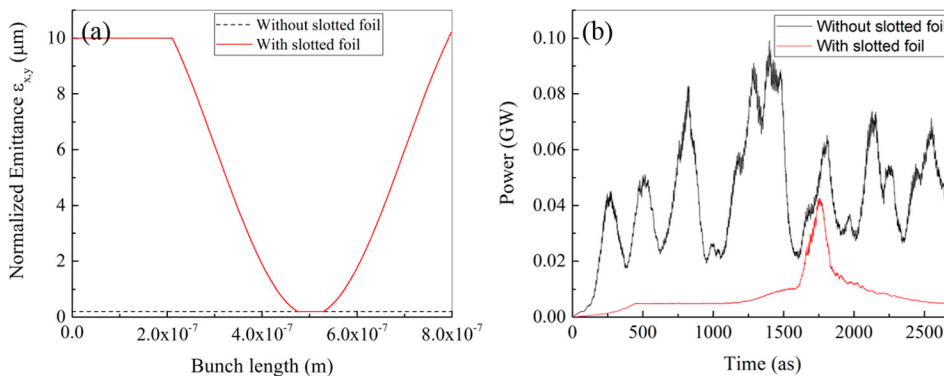 (a)
Without slotted foil
With slotted foil
Normalized Emittance εx,y (μm)
10
8
6
4
2
0
0.0
2.0x10⁻⁷
4.0x10⁻⁷
6.0x10⁻⁷
8.0x10⁻⁷
Bunch length (m)
(b)
Without slotted foil
With slotted foil
Power (GW)
0.10
0.08
0.06
0.04
0.02
0.00
0
500
1000
1500
2000
2500
Time (as)